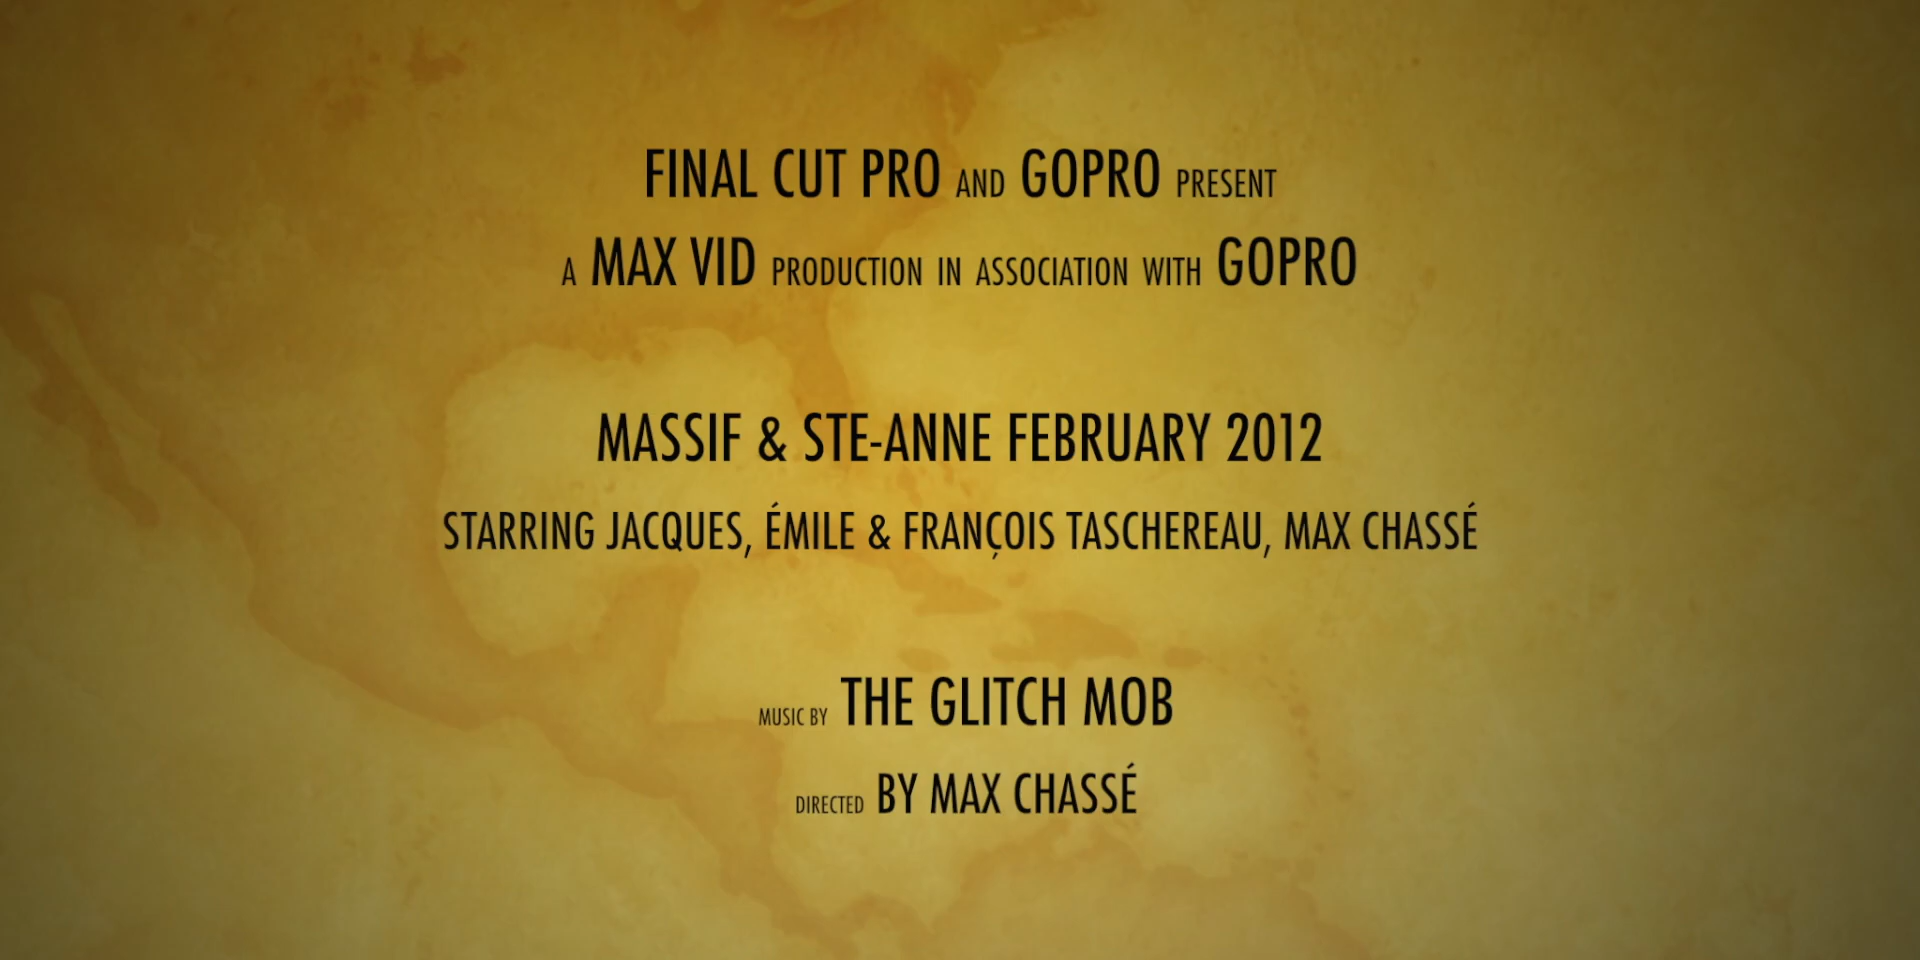 FINAL CUT PRO AND GOPRO PRESENT
A MAX VID PRODUCTION IN ASSOCIATION WITH GOPRO
MASSIF & STE-ANNE FEBRUARY 2012
STARRING JACQUES, ÉMILE & FRANÇOIS TASCHEREAU, MAX CHASSÉ
MUSIC BY THE GLITCH MOB
DIRECTED BY MAX CHASSÉ